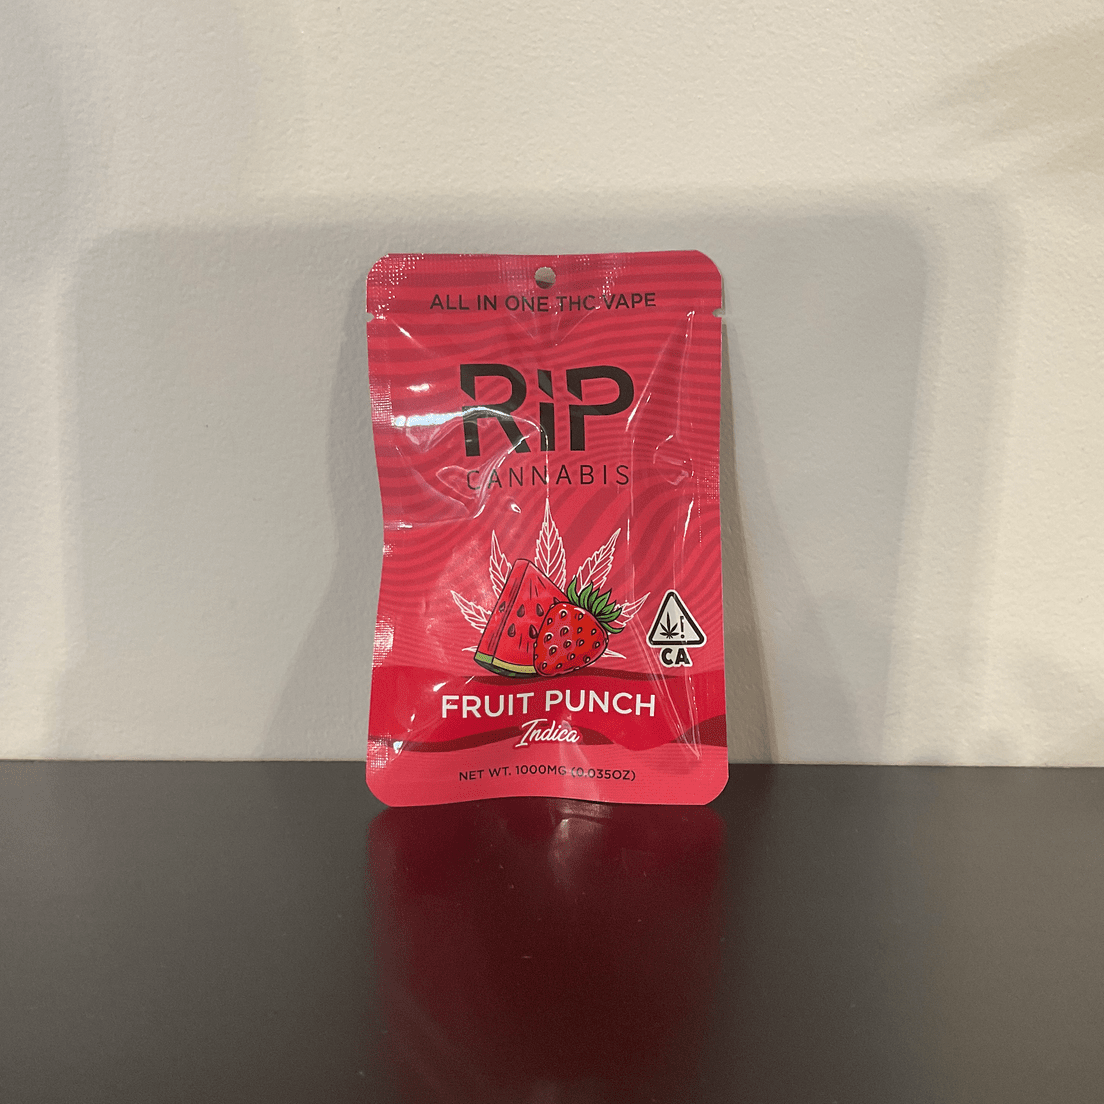 ALL IN ONE THC VAPE
RiP
CANNABIS
CA
FRUIT PUNCH
Indica
NET WT. 1000MG (0.035OZ)